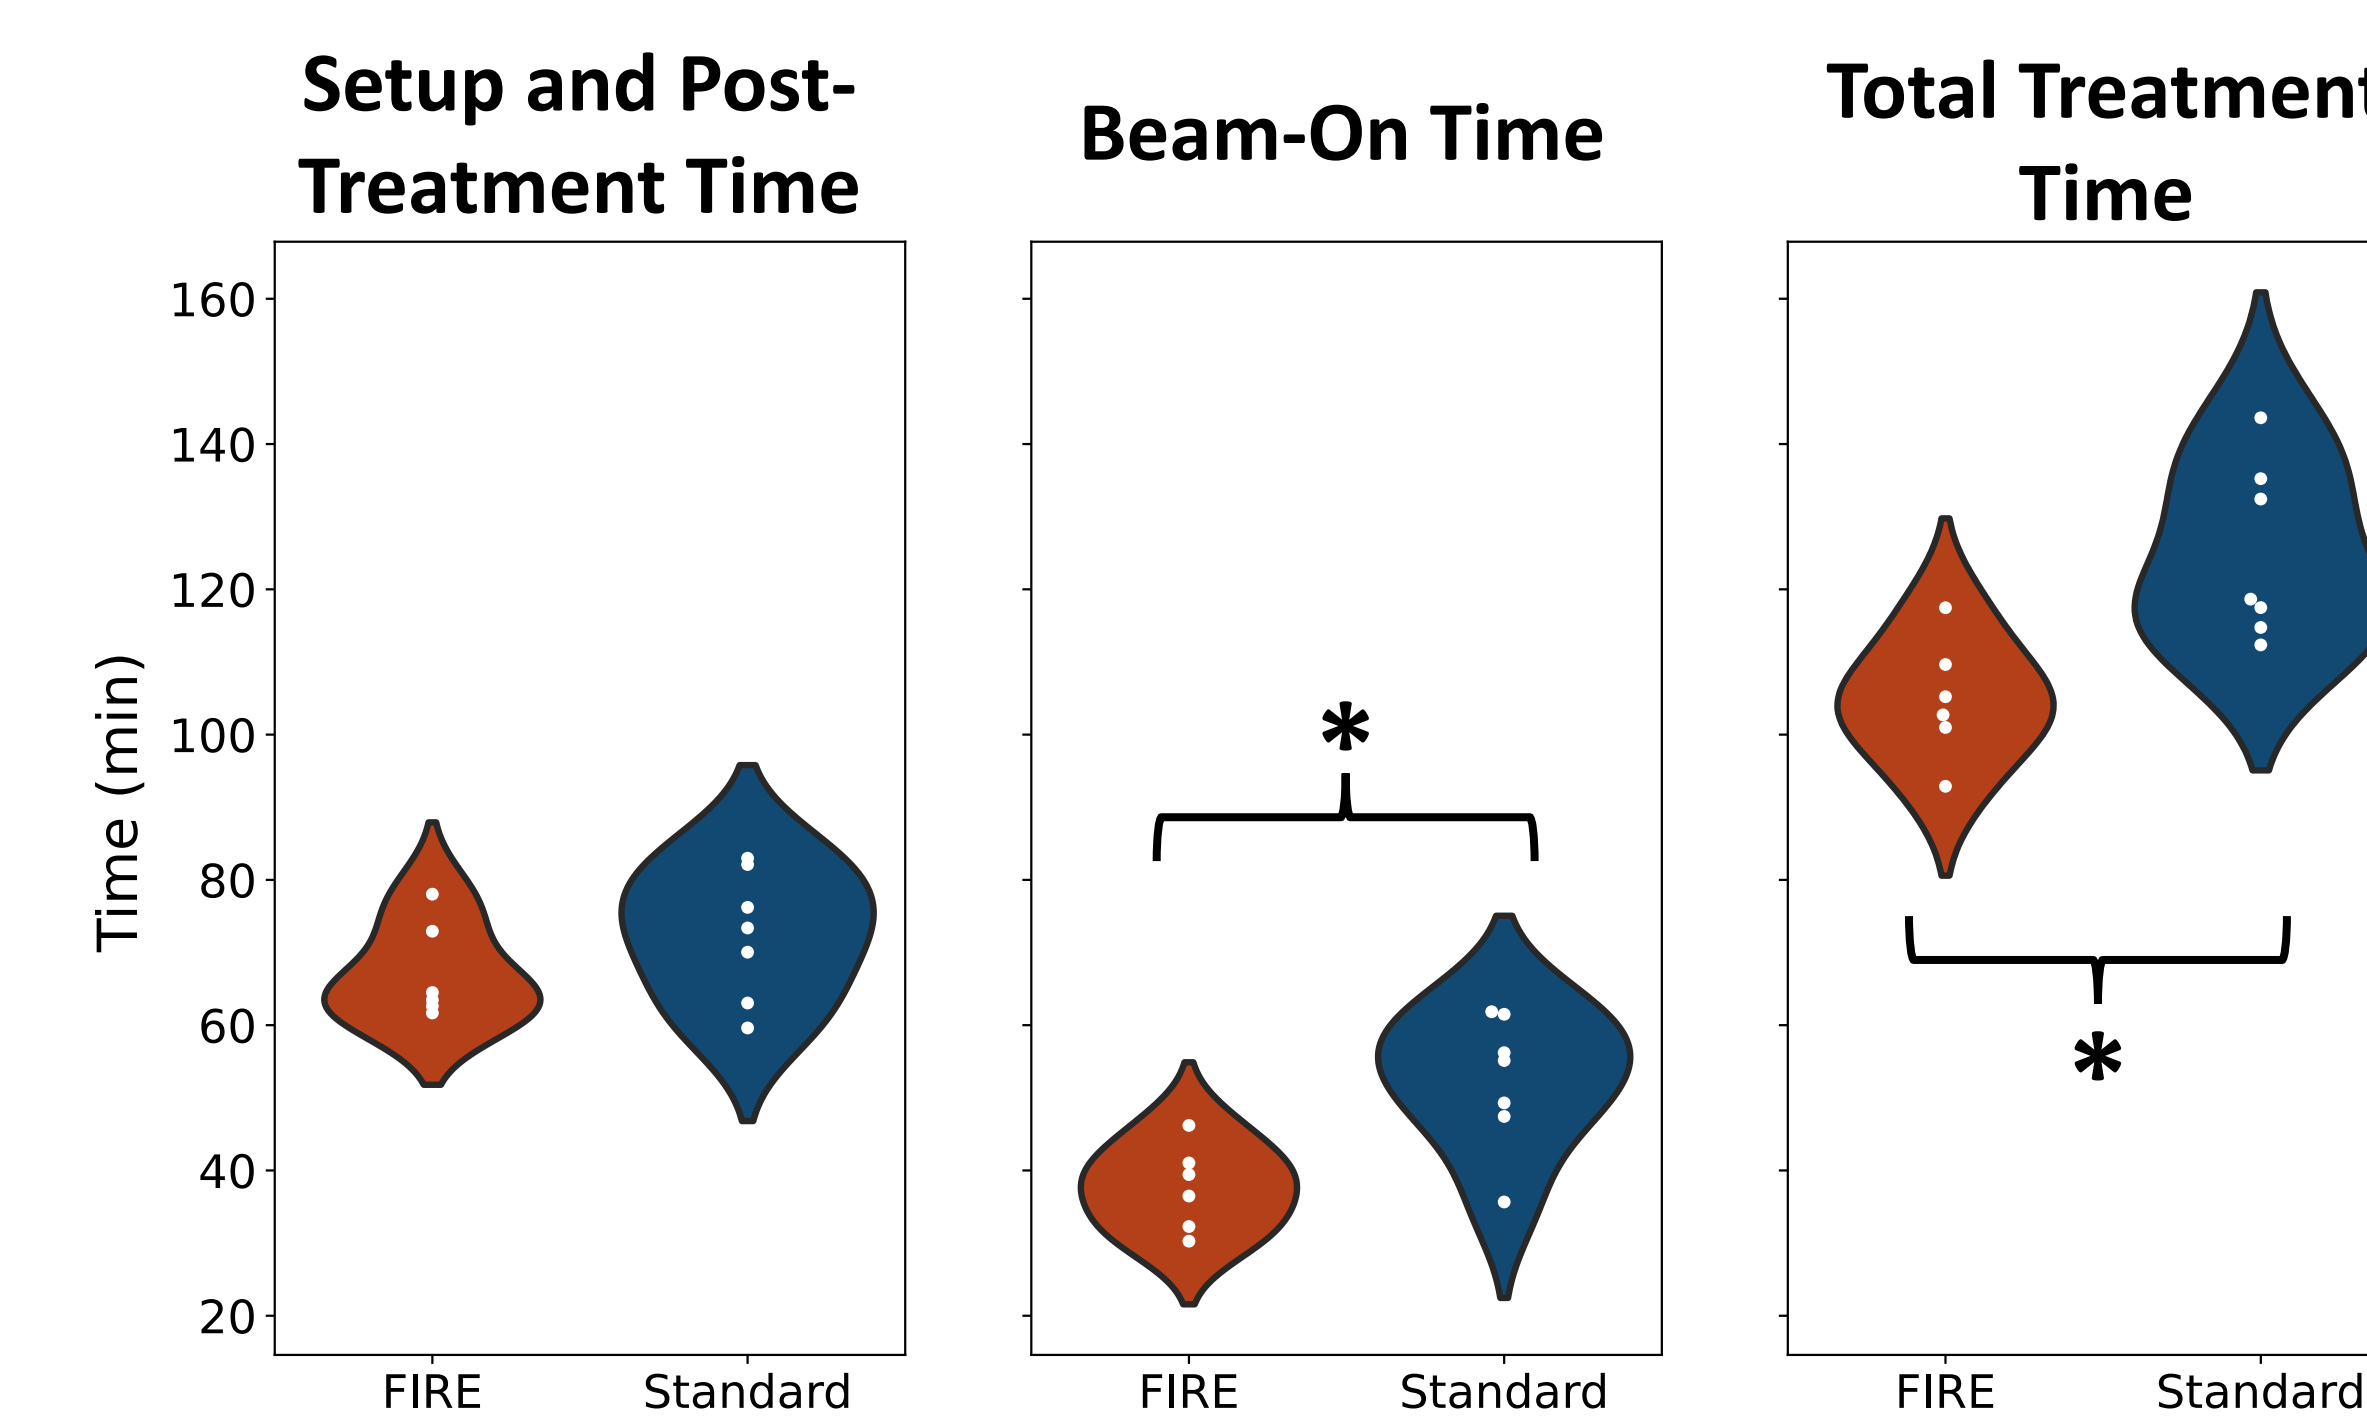 Setup and Post-
Treatment Time
Beam-On Time
Total Treatment
Time
Time (min)
160
140
120
100
80
60
40
20
*
*
FIRE Standard
FIRE Standard
FIRE Standard